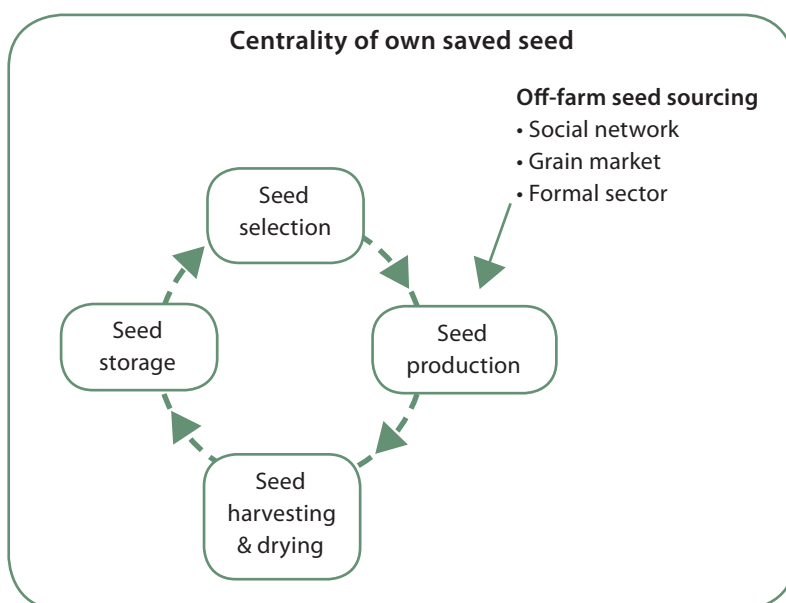 Centrality of own saved seed
Off-farm seed sourcing
• Social network
• Grain market
• Formal sector
Seed
selection
Seed
production
Seed
harvesting
& drying
Seed
storage